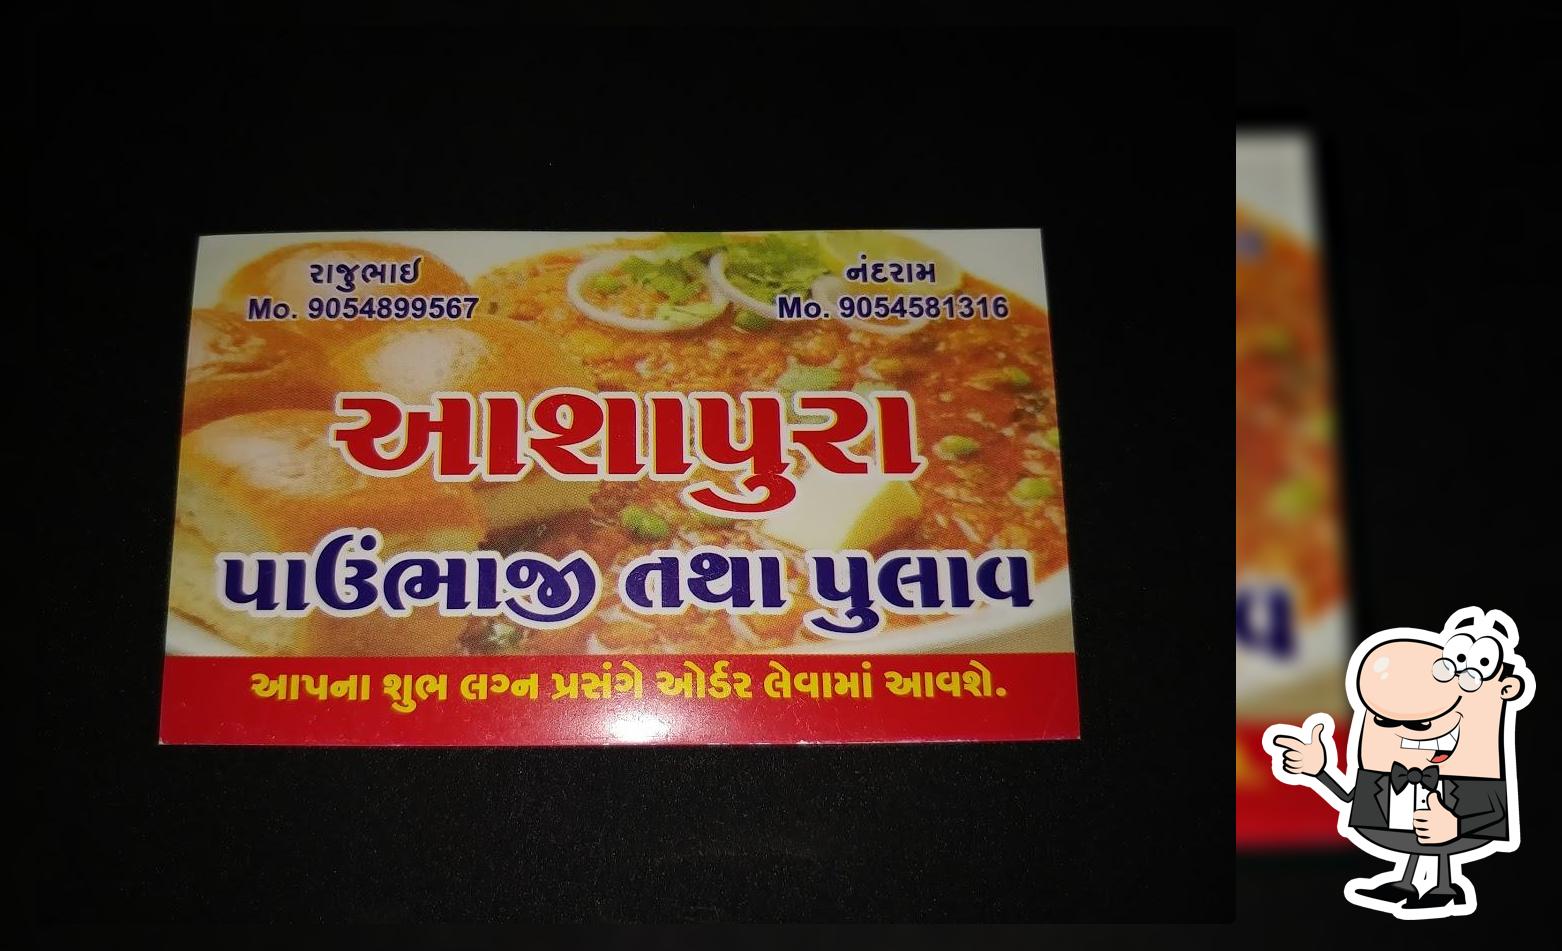 રાજુભાઈ
Mo. 9054899567
નંદરામ
Mo. 9054581316
આશાપુરા
પાઉંભાજી તથા પુલાવ
આપના શુભ લગ્ન પ્રસંગે ઓર્ડર લેવામાં આવશે.